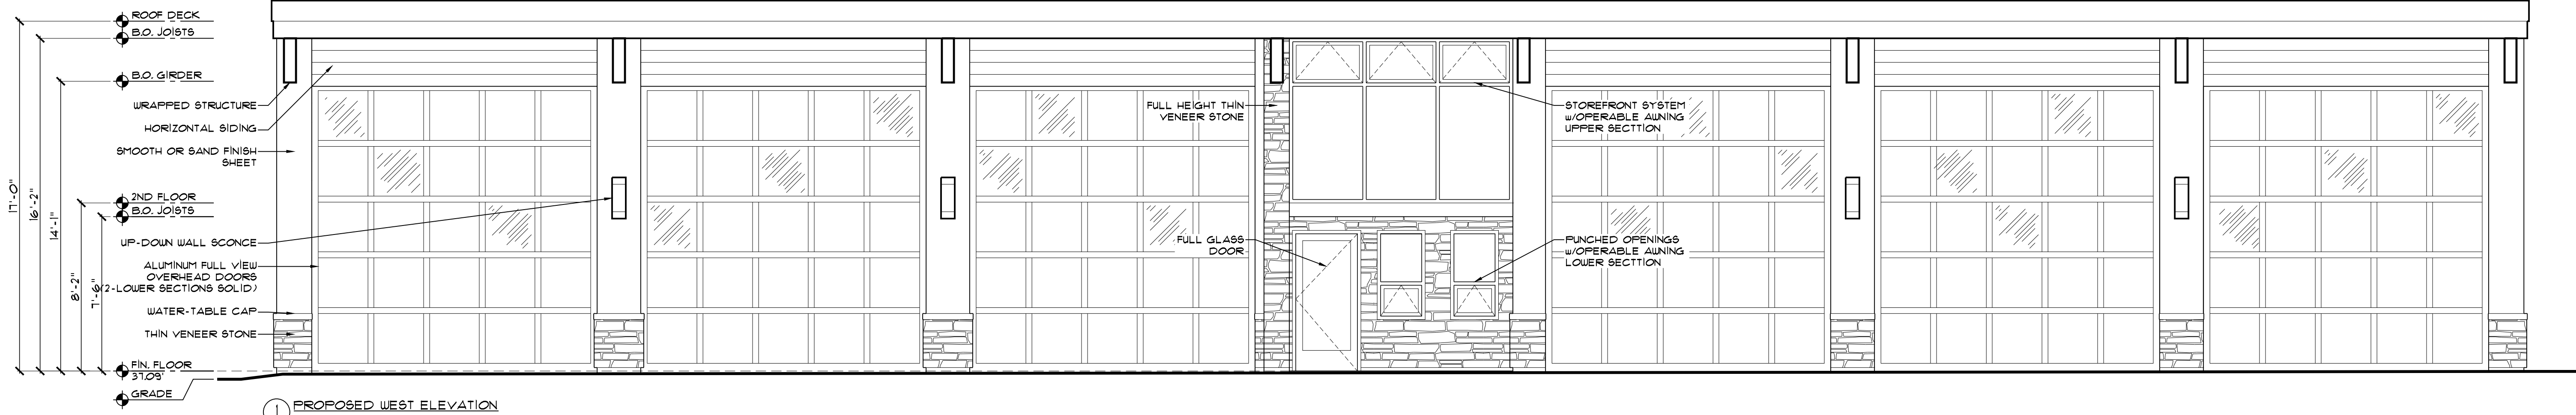 ROOF DECK
B.O. JOISTS
B.O. GIRDER
WRAPPED STRUCTURE
HORIZONTAL SIDING
SMOOTH OR SAND FINISH
SHEET
2ND FLOOR
B.O. JOISTS
UP-DOWN WALL SCONCE
ALUMINUM FULL VIEW
OVERHEAD DOORS
(2-LOWER SECTIONS SOLID)
WATER-TABLE CAP
THIN VENEER STONE
FIN. FLOOR
37.09'
GRADE
17'-0"
16'-2"
14'-1"
8'-2"
7'-6"
FULL HEIGHT THIN
VENEER STONE
FULL GLASS
DOOR
STOREFRONT SYSTEM
w/OPERABLE AWNING
UPPER SECTTION
PUNCHED OPENINGS
w/OPERABLE AWNING
LOWER SECTTION
1 PROPOSED WEST ELEVATION